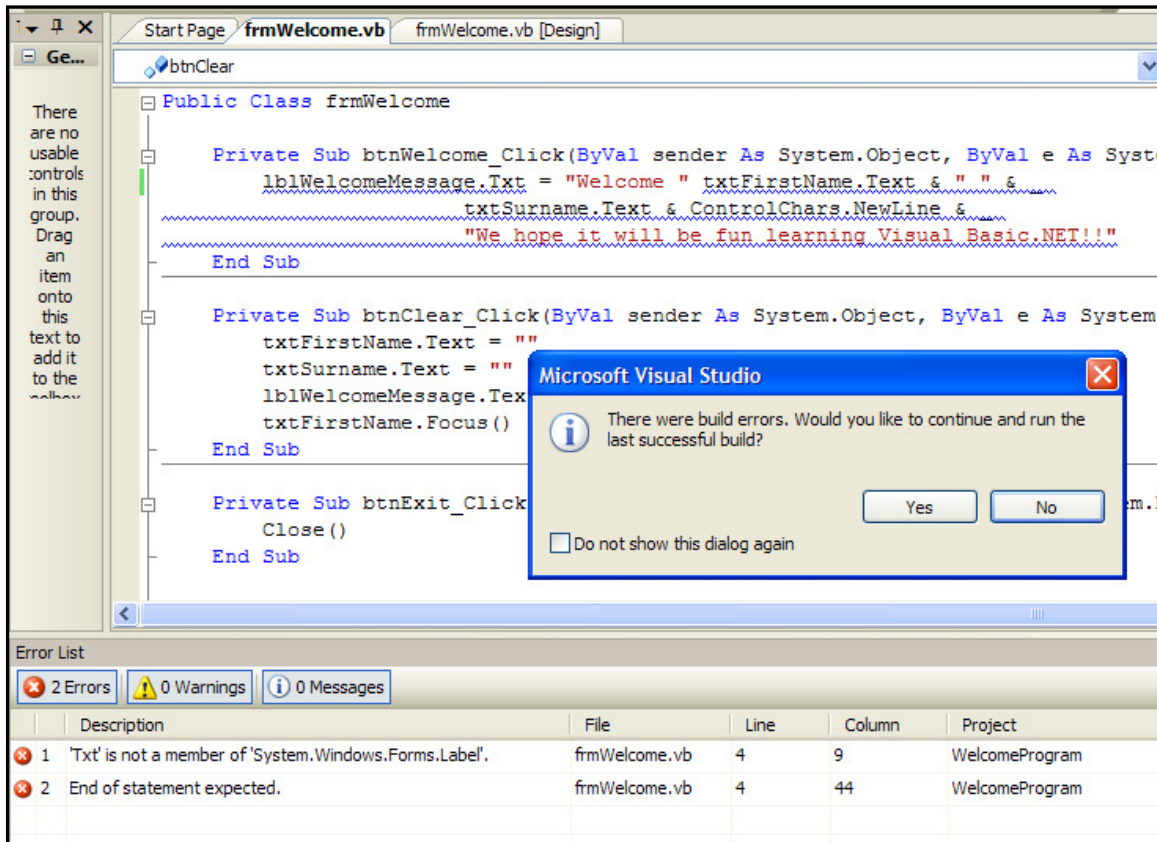 Start Page frmWelcome.vb frmWelcome.vb [Design]
Ge...
btnClear
There
are no
usable
controls
in this
group.
Drag
an
item
onto
this
text to
add it
to the
Public Class frmWelcome
Private Sub btnWelcome_Click(ByVal sender As System.Object, ByVal e As Syst
lblWelcomeMessage.Txt = "Welcome " txtFirstName.Text & " " & _
txtSurname.Text & ControlChars.NewLine & _
"We hope it will be fun learning Visual Basic.NET!!"
End Sub
Private Sub btnClear_Click(ByVal sender As System.Object, ByVal e As System
txtFirstName.Text = ""
txtSurname.Text = ""
lblWelcomeMessage.Tex
txtFirstName.Focus()
End Sub
Private Sub btnExit_Click
Close()
End Sub
Microsoft Visual Studio
There were build errors. Would you like to continue and run the
last successful build?
Yes No
Do not show this dialog again
Error List
2 Errors 0 Warnings 0 Messages
Description File Line Column Project
1 'Txt' is not a member of 'System.Windows.Forms.Label'. frmWelcome.vb 4 9 WelcomeProgram
2 End of statement expected. frmWelcome.vb 4 44 WelcomeProgram